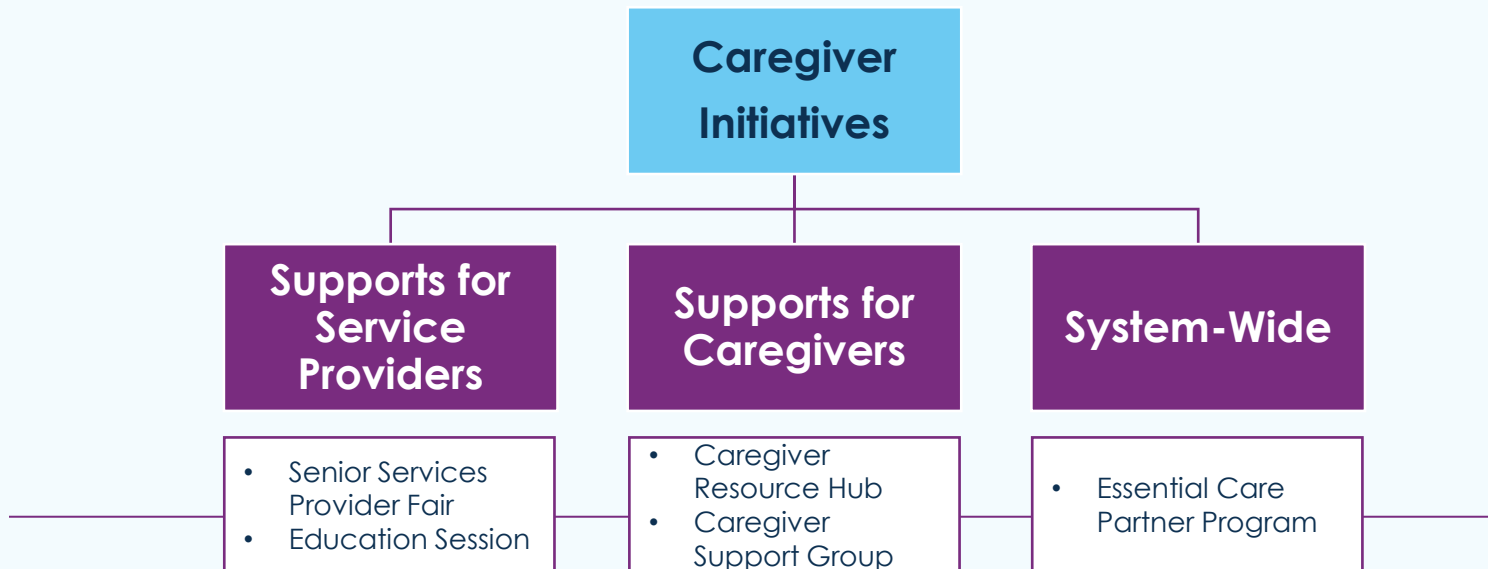 Caregiver
Initiatives
Supports for
Service
Providers
Supports for
Caregivers
System-Wide
• Senior Services
Provider Fair
• Education Session
• Caregiver
Resource Hub
• Caregiver
Support Group
• Essential Care
Partner Program